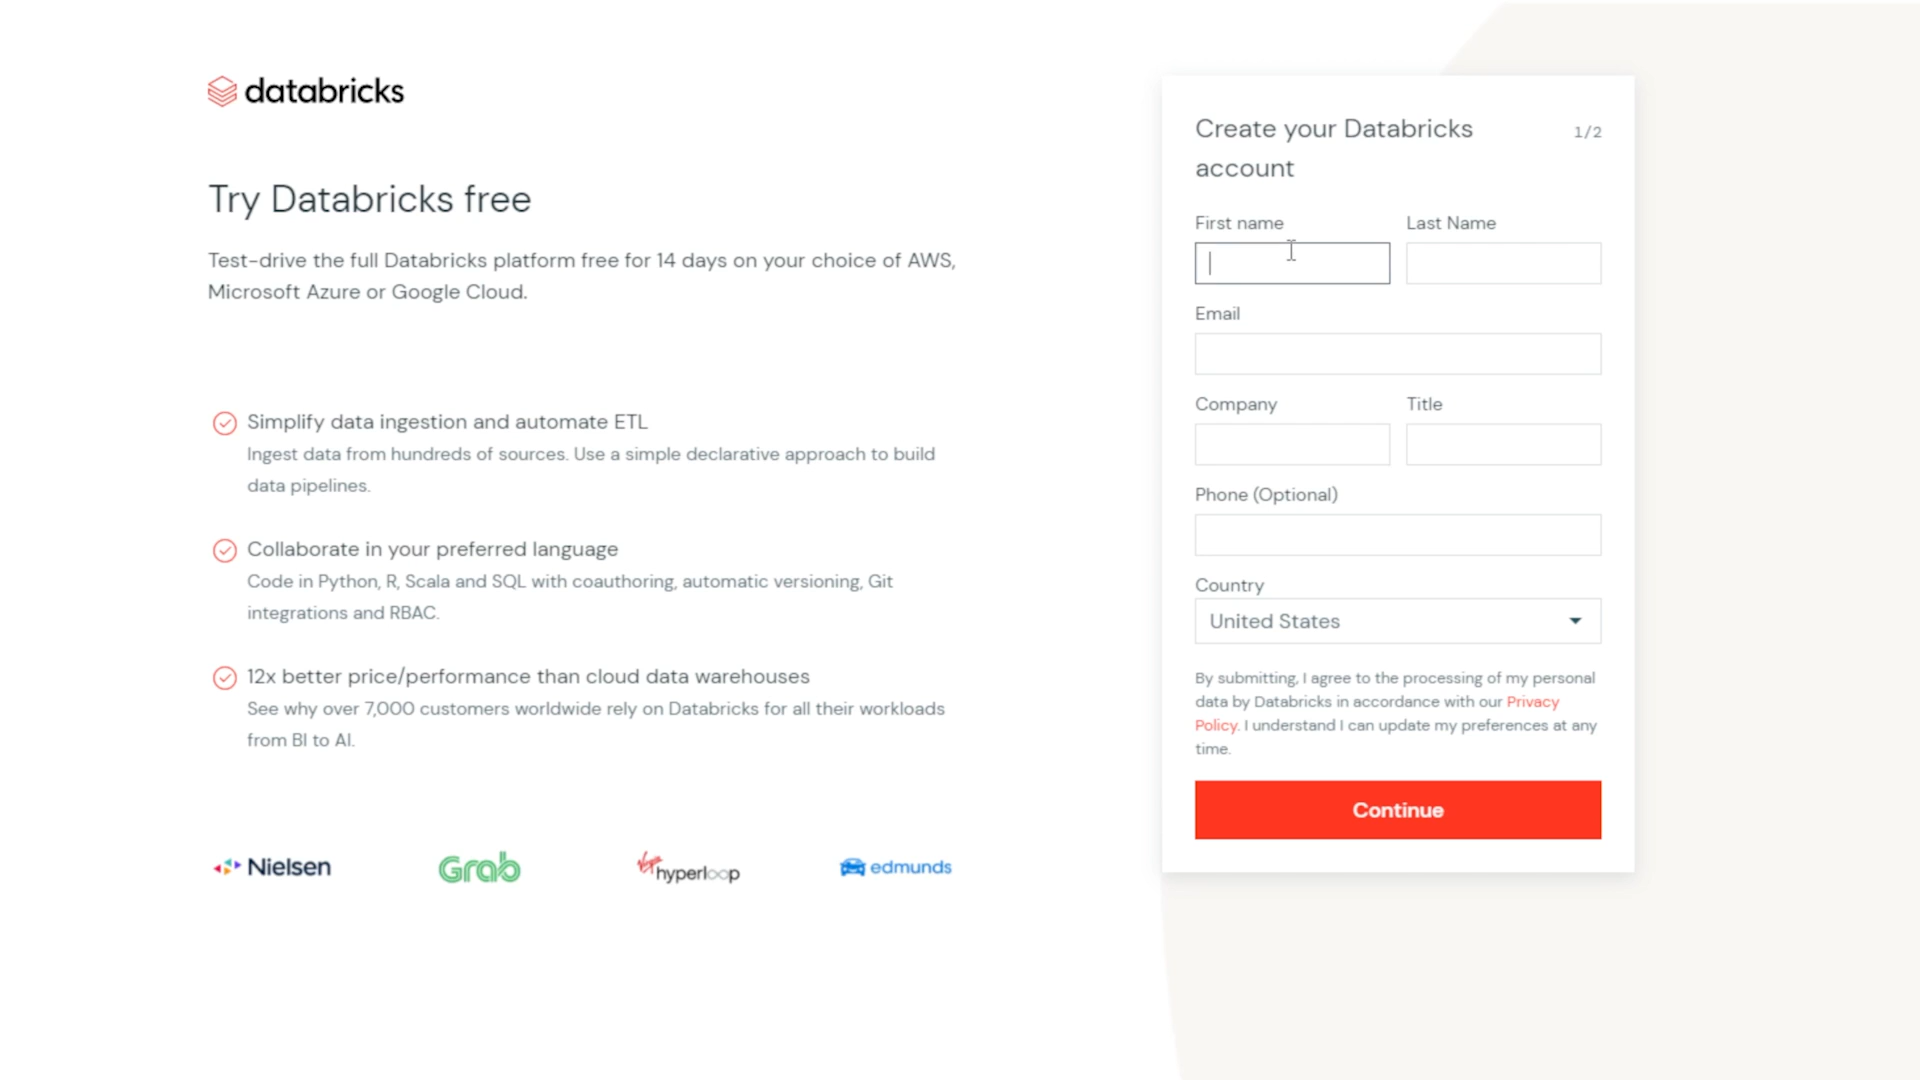 databricks
Try Databricks free
Test-drive the full Databricks platform free for 14 days on your choice of AWS,
Microsoft Azure or Google Cloud.
Simplify data ingestion and automate ETL
Ingest data from hundreds of sources. Use a simple declarative approach to build
data pipelines.
Collaborate in your preferred language
Code in Python, R, Scala and SQL with coauthoring, automatic versioning, Git
integrations and RBAC.
12x better price/performance than cloud data warehouses
See why over 7,000 customers worldwide rely on Databricks for all their workloads
from BI to AI.
Nielsen
Grab
Virgin
hyperloop
edmunds
Create your Databricks
account
1/2
First name
Last Name
Email
Company
Title
Phone (Optional)
Country
United States
By submitting, I agree to the processing of my personal
data by Databricks in accordance with our Privacy
Policy. I understand I can update my preferences at any
time.
Continue